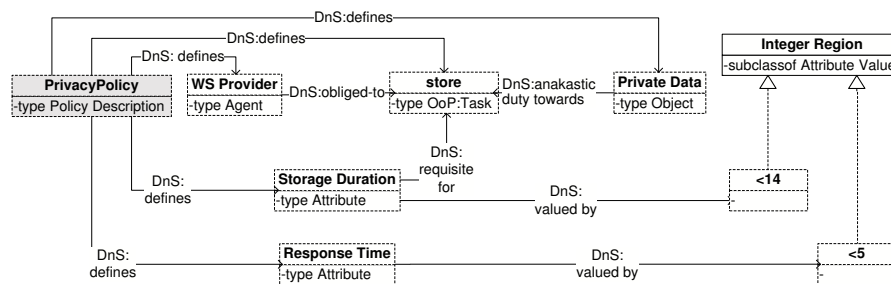 DnS:defines
DnS:defines
DnS: defines
PrivacyPolicy
-type Policy Description
WS Provider
-type Agent
DnS:obliged-to
store
-type OoP:Task
DnS:anakastic
duty towards
Private Data
-type Object
Integer Region
-subclassof Attribute Value
DnS:
requisite
for
DnS:
defines
Storage Duration
-type Attribute
DnS:
valued by
<14
-
DnS:
defines
Response Time
-type Attribute
DnS:
valued by
<5
-